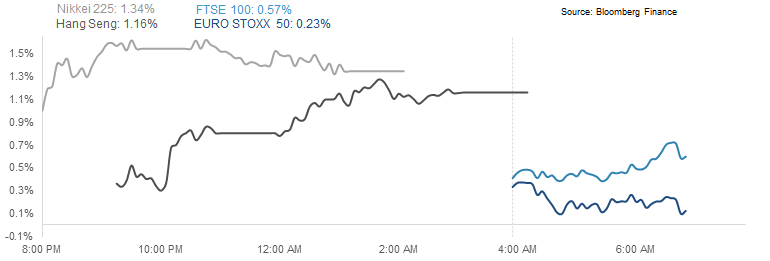 Nikkei 225: 1.34%
FTSE 100: 0.57%
Source: Bloomberg Finance
Hang Seng: 1.16%
EURO STOXX 50: 0.23%
1.5%
1.3%
1.1%
0.9%
0.7%
0.5%
0.3%
0.1%
-0.1%
8:00 PM
10:00 PM
12:00 AM
2:00 AM
4:00 AM
6:00 AM